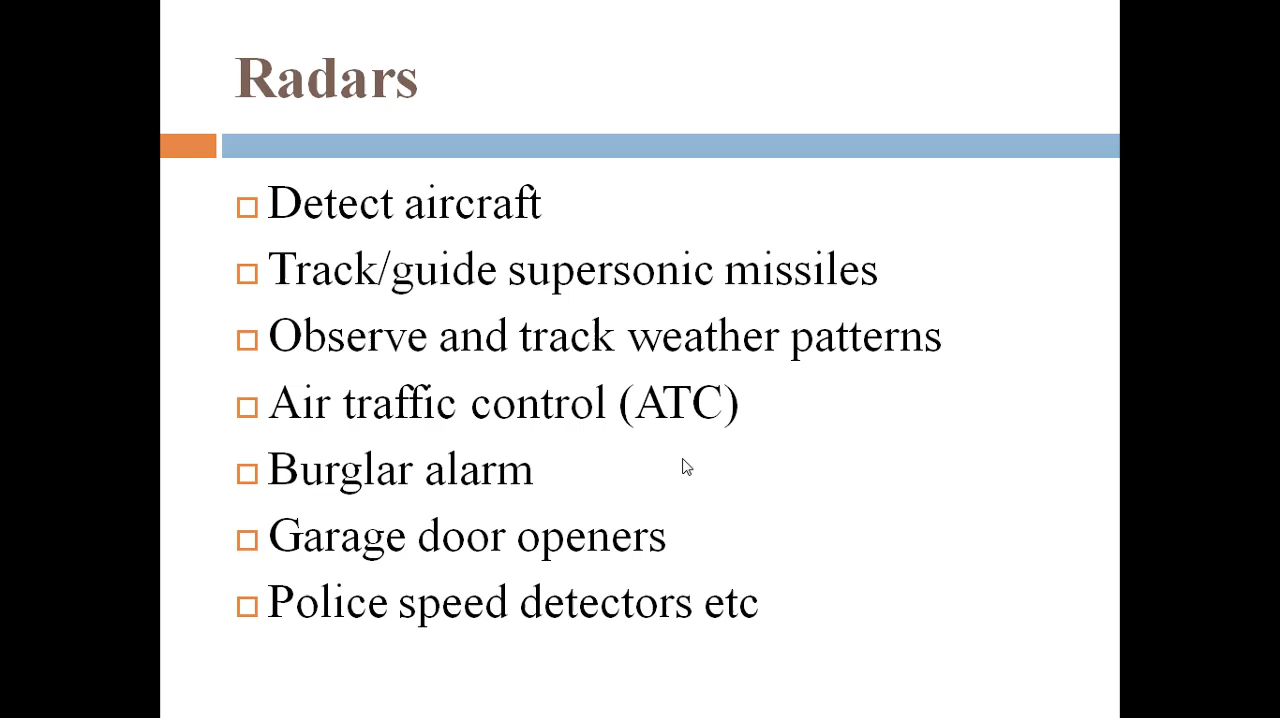 Radars
Detect aircraft
Track/guide supersonic missiles
Observe and track weather patterns
Air traffic control (ATC)
Burglar alarm
Garage door openers
Police speed detectors etc